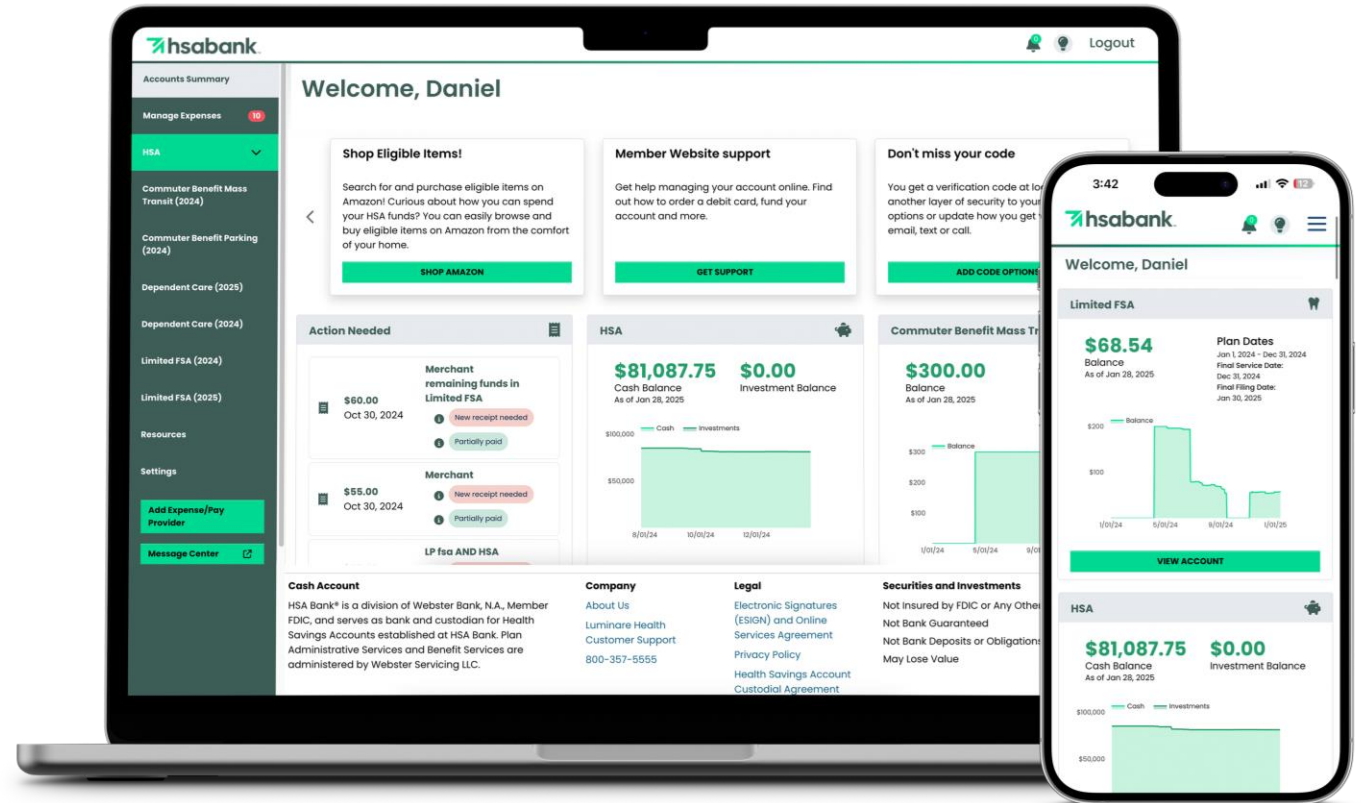 hsabank
0
Logout
Accounts Summary
Manage Expenses 10
HSA
Commuter Benefit Mass
Transit (2024)
Commuter Benefit Parking
(2024)
Dependent Care (2025)
Dependent Care (2024)
Limited FSA (2024)
Limited FSA (2025)
Resources
Settings
Add Expense/Pay
Provider
Message Center
Welcome, Daniel
Shop Eligible Items!
Search for and purchase eligible items on
Amazon! Curious about how you can spend
your HSA funds? You can easily browse and
buy eligible items on Amazon from the comfort
of your home.
SHOP AMAZON
Member Website support
Get help managing your account online. Find
out how to order a debit card, fund your
account and more.
GET SUPPORT
Don't miss your code
You get a verification code at lo
another layer of security to your
options or update how you get
email, text or call.
ADD CODE OPTIONS
Action Needed
$60.00
Oct 30, 2024
Merchant
remaining funds in
Limited FSA
New receipt needed
Partially paid
$55.00
Oct 30, 2024
Merchant
New receipt needed
Partially paid
LP fsa AND HSA
HSA
$81,087.75
Cash Balance
As of Jan 28, 2025
$0.00
Investment Balance
Cash Investments
$100,000
$50,000
8/01/24 10/01/24 12/01/24
Commuter Benefit Mass Tr
$300.00
Balance
As of Jan 28, 2025
Balance
$300
$200
$100
1/01/24 5/01/24 9/01
Cash Account
HSA Bank® is a division of Webster Bank, N.A., Member
FDIC, and serves as bank and custodian for Health
Savings Accounts established at HSA Bank. Plan
Administrative Services and Benefit Services are
administered by Webster Servicing LLC.
Company
About Us
Luminare Health
Customer Support
800-357-5555
Legal
Electronic Signatures
(ESIGN) and Online
Services Agreement
Privacy Policy
Health Savings Account
Custodial Agreement
Securities and Investments
Not Insured by FDIC or Any Othe
Not Bank Guaranteed
Not Bank Deposits or Obligations
May Lose Value
3:42
12
hsabank
0
Welcome, Daniel
Limited FSA
$68.54
Balance
As of Jan 28, 2025
Plan Dates
Jan 1, 2024 - Dec 31, 2024
Final Service Date:
Dec 31, 2024
Final Filing Date:
Jan 30, 2025
Balance
$200
$100
1/01/24 5/01/24 9/01/24 1/01/25
VIEW ACCOUNT
HSA
$81,087.75
Cash Balance
As of Jan 28, 2025
$0.00
Investment Balance
Cash Investments
$100,000
$50,000